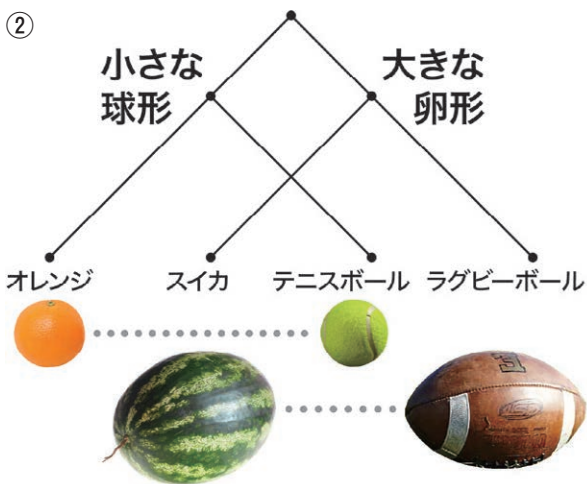 ②
小さな
球形
大きな
卵形
オレンジ
スイカ
テニスボール
ラグビーボール